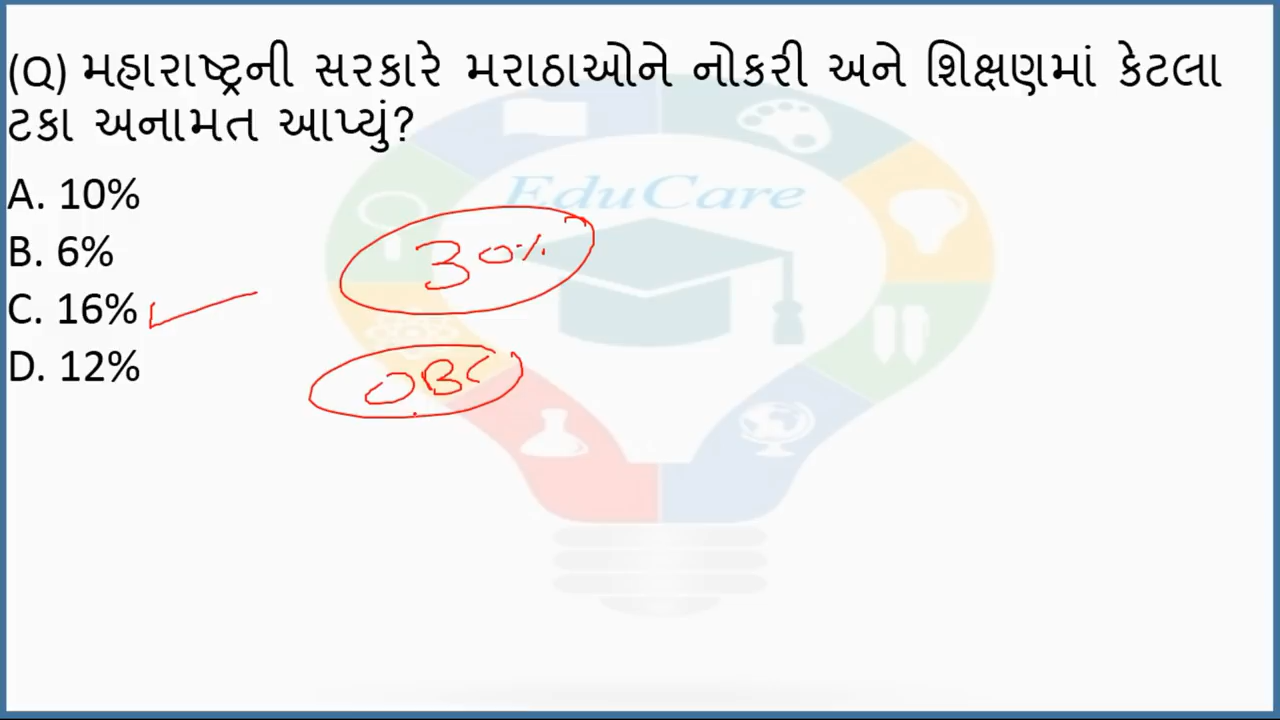 (Q) મહારાષ્ટ્રની સરકારે મરાઠાઓને નોકરી અને શિક્ષણમાં કેટલા
ટકા અનામત આપ્યું?
EduCare
A. 10%
B. 6%
30%
C. 16%
D. 12%
OBC